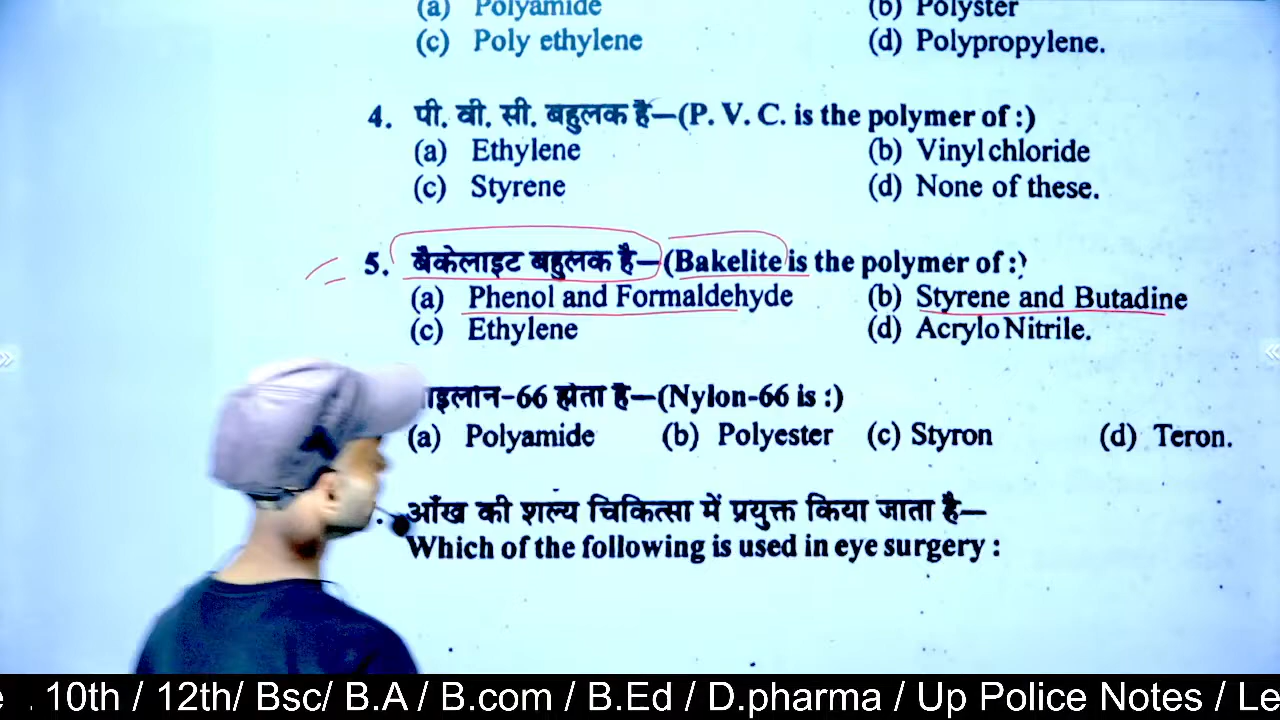 (a) Polyamide (b) Polyster
(c) Poly ethylene (d) Polypropylene.
4. पी. वी. सी. बहुलक है—(P. V. C. is the polymer of :)
(a) Ethylene (b) Vinyl chloride
(c) Styrene (d) None of these.
5. बैकेलाइट बहुलक है—(Bakelite is the polymer of :)
(a) Phenol and Formaldehyde (b) Styrene and Butadine
(c) Ethylene (d) Acrylo Nitrile.
-66 होता है—(Nylon-66 is :)
(a) Polyamide (b) Polyester (c) Styron (d) Teron.
आँख की शल्य चिकित्सा में प्रयुक्त किया जाता है—
Which of the following is used in eye surgery :
10th / 12th/ Bsc/ B.A / B.com / B.Ed / D.pharma / Up Police Notes / Le